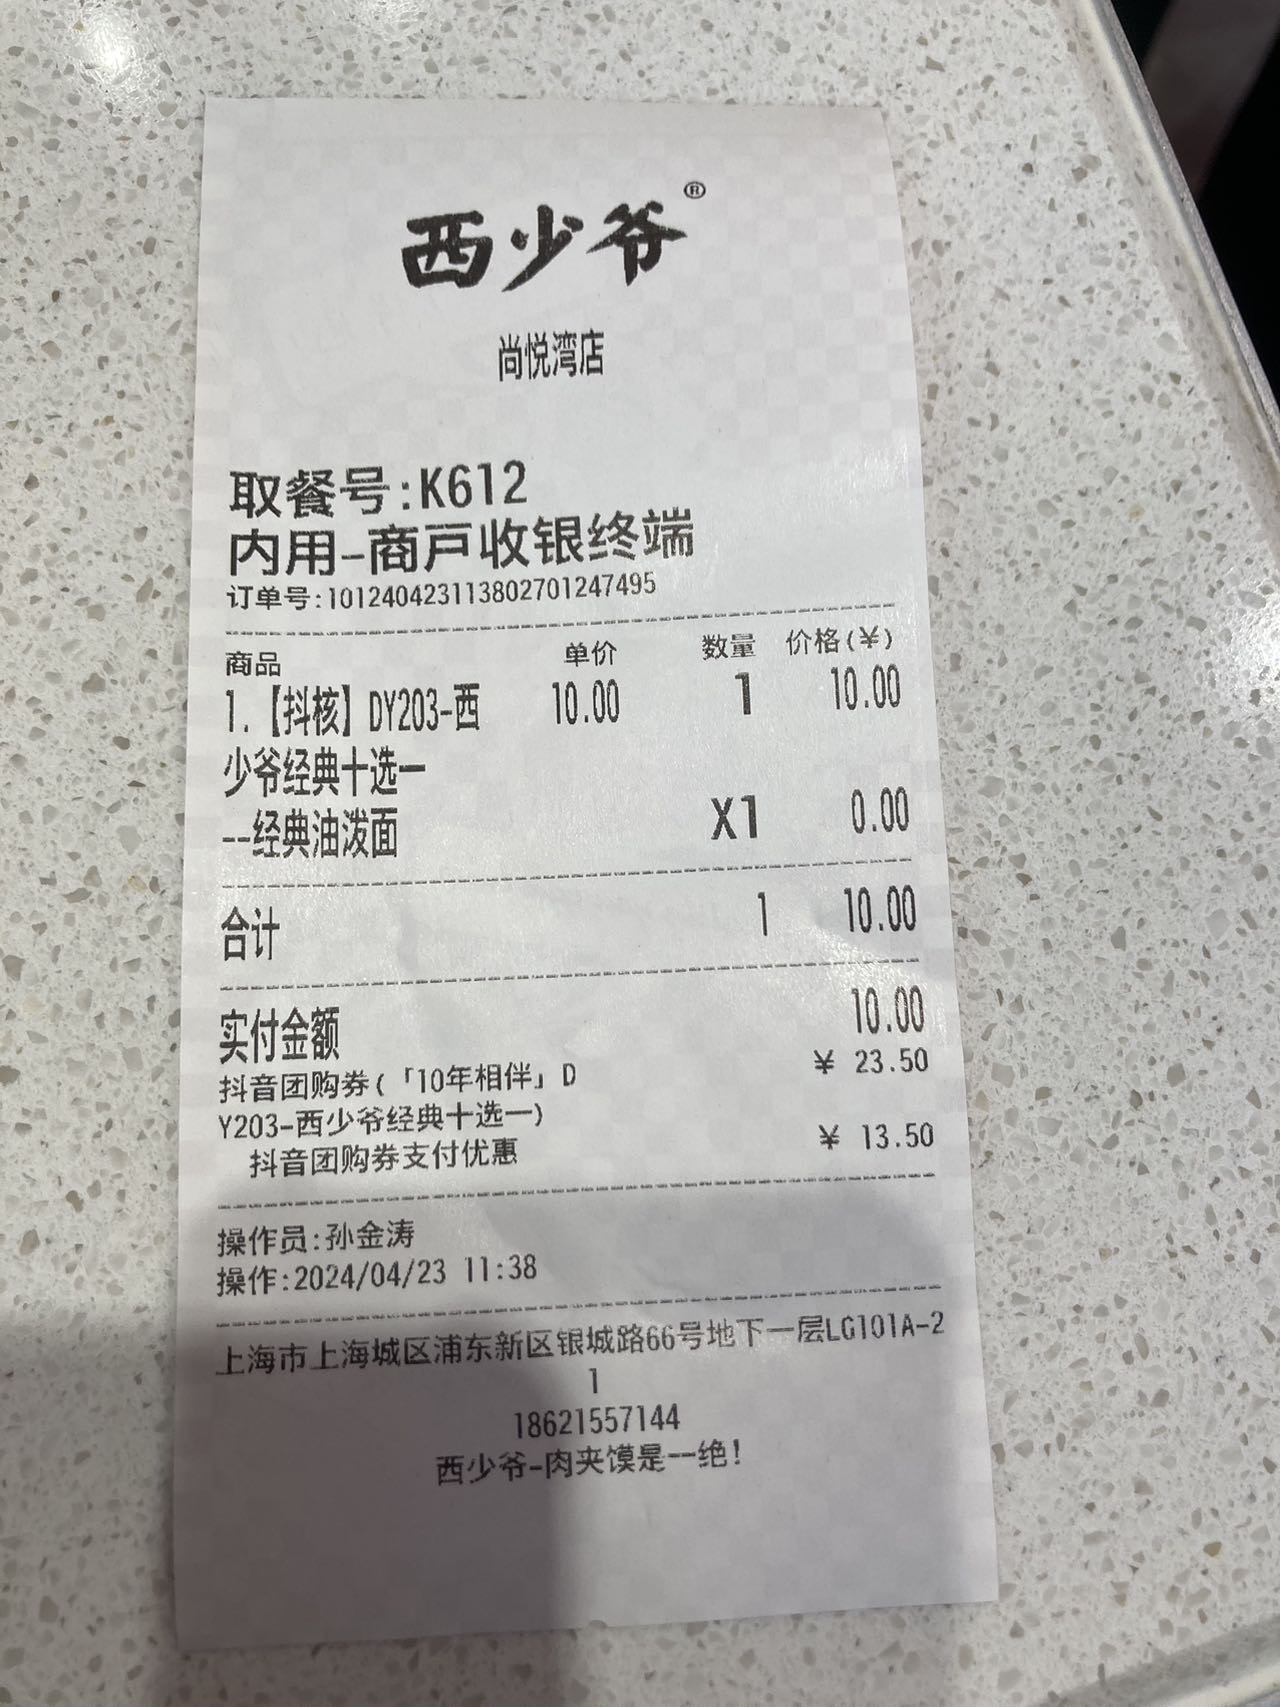 西少爷®
尚悦湾店
取餐号:K612
内用-商户收银终端
订单号:101240423113802701247495
商品 单价 数量 价格(¥)
1.【抖核】DY203-西 10.00 1 10.00
少爷经典十选一
--经典油泼面 X1 0.00
合计 1 10.00
实付金额 10.00
抖音团购券(「10年相伴」D ¥ 23.50
Y203-西少爷经典十选一)
抖音团购券支付优惠 ¥ 13.50
操作员:孙金涛
操作:2024/04/23 11:38
上海市上海城区浦东新区银城路66号地下一层LG101A-2
1
18621557144
西少爷-肉夹馍是一绝!